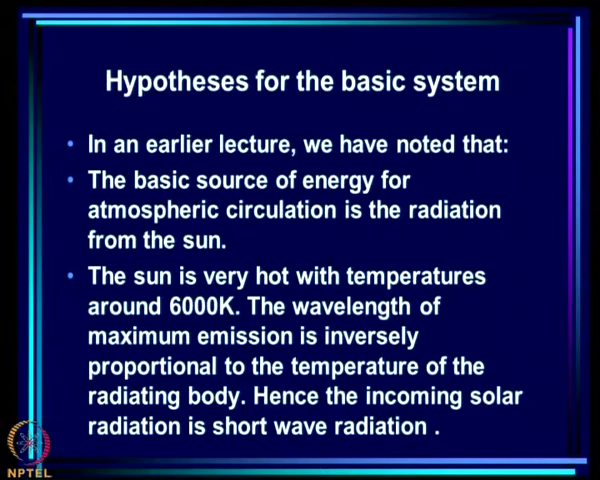 Hypotheses for the basic system
• In an earlier lecture, we have noted that:
• The basic source of energy for
atmospheric circulation is the radiation
from the sun.
• The sun is very hot with temperatures
around 6000K. The wavelength of
maximum emission is inversely
proportional to the temperature of the
radiating body. Hence the incoming solar
radiation is short wave radiation .
NPTEL